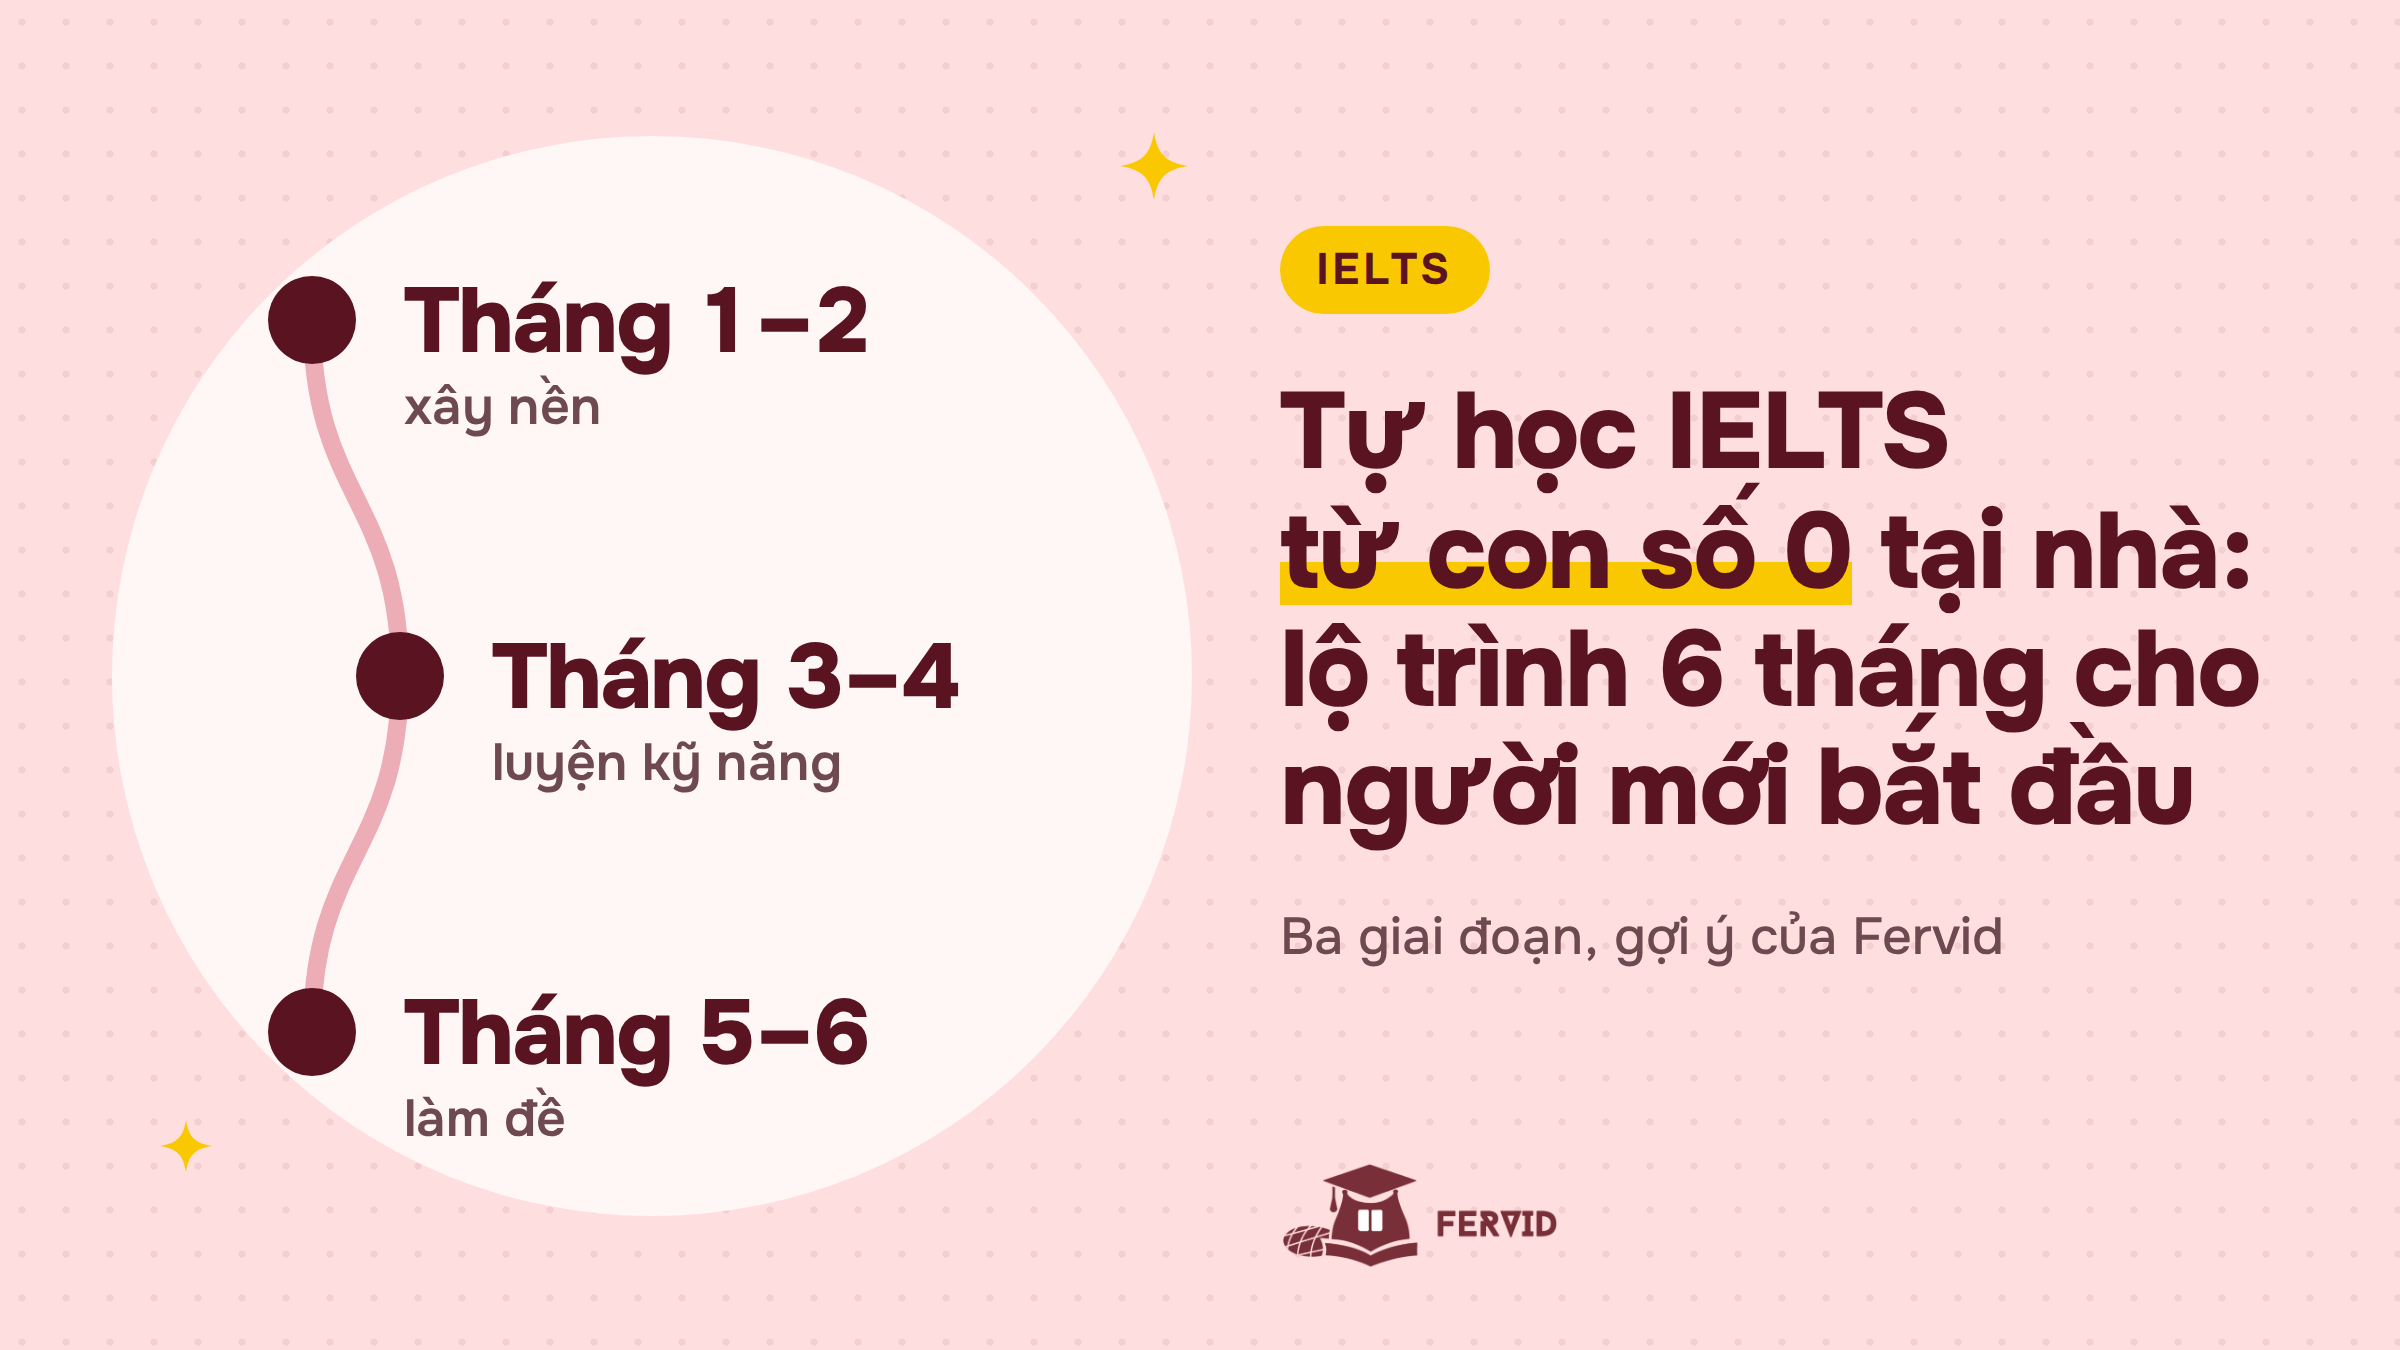 Tháng 1–2
xây nền
Tháng 3–4
luyện kỹ năng
Tháng 5–6
làm đề
IELTS
Tự học IELTS
từ con số 0 tại nhà:
lộ trình 6 tháng cho
người mới bắt đầu
Ba giai đoạn, gợi ý của Fervid
FERVID